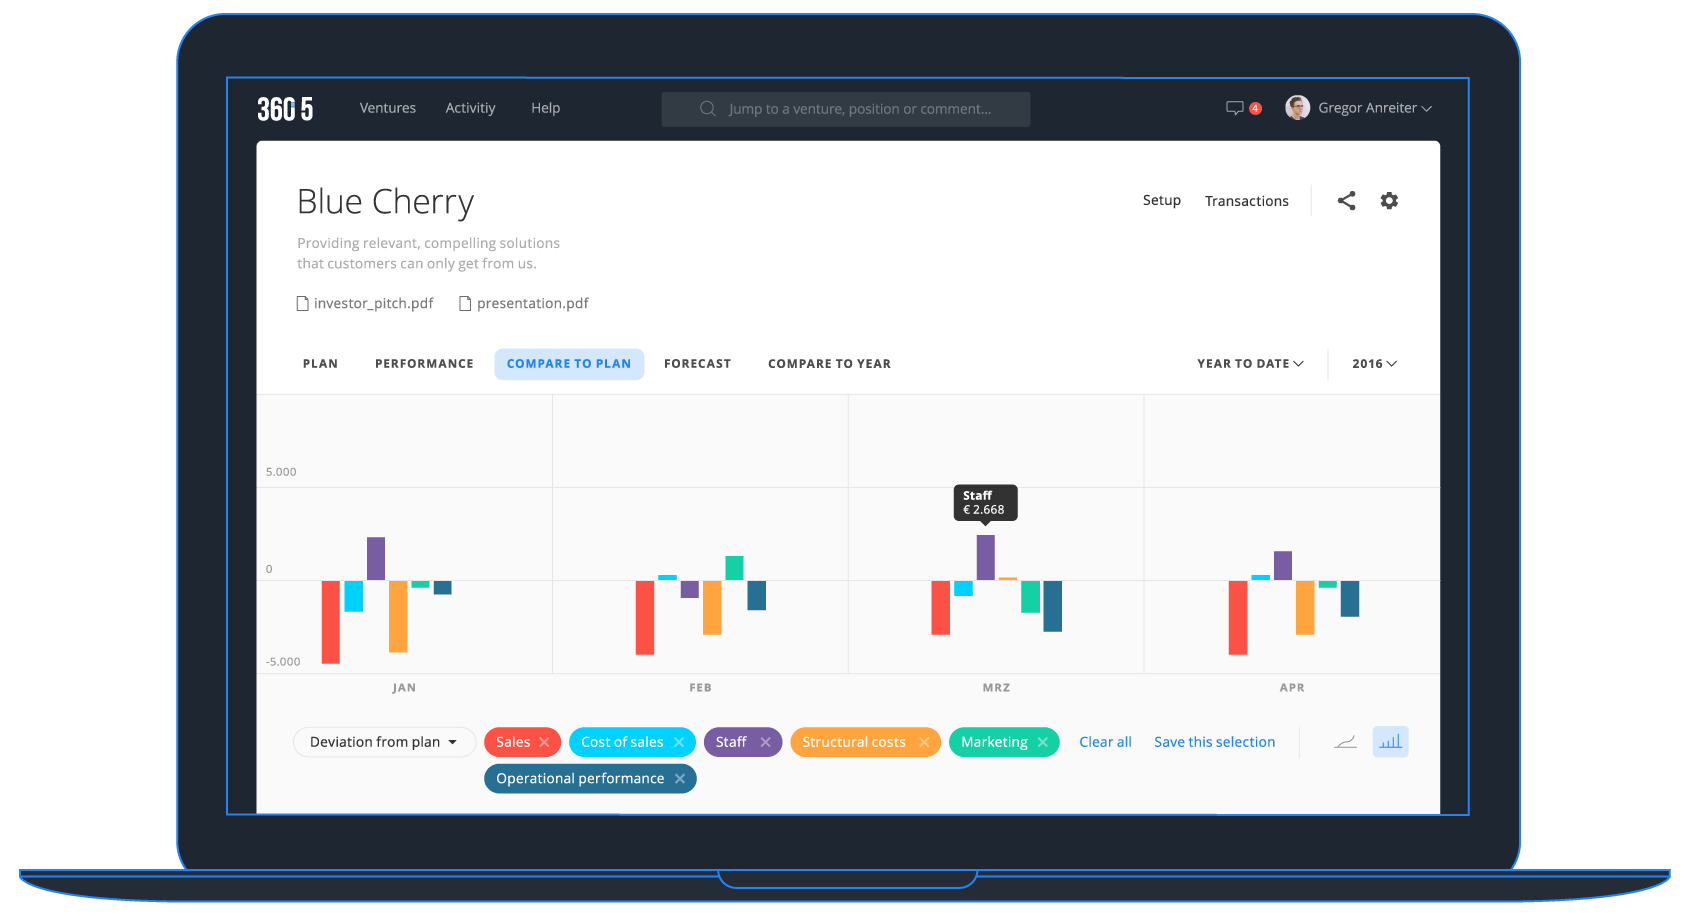 360°5
Ventures
Activitiy
Help
Jump to a venture, position or comment...
4
Gregor Anreiter
Blue Cherry
Setup
Transactions
Providing relevant, compelling solutions
that customers can only get from us.
investor_pitch.pdf
presentation.pdf
PLAN
PERFORMANCE
COMPARE TO PLAN
FORECAST
COMPARE TO YEAR
YEAR TO DATE
2016
5.000
0
-5.000
Staff
€ 2.668
JAN
FEB
MRZ
APR
Deviation from plan
Sales
Cost of sales
Staff
Structural costs
Marketing
Clear all
Save this selection
Operational performance